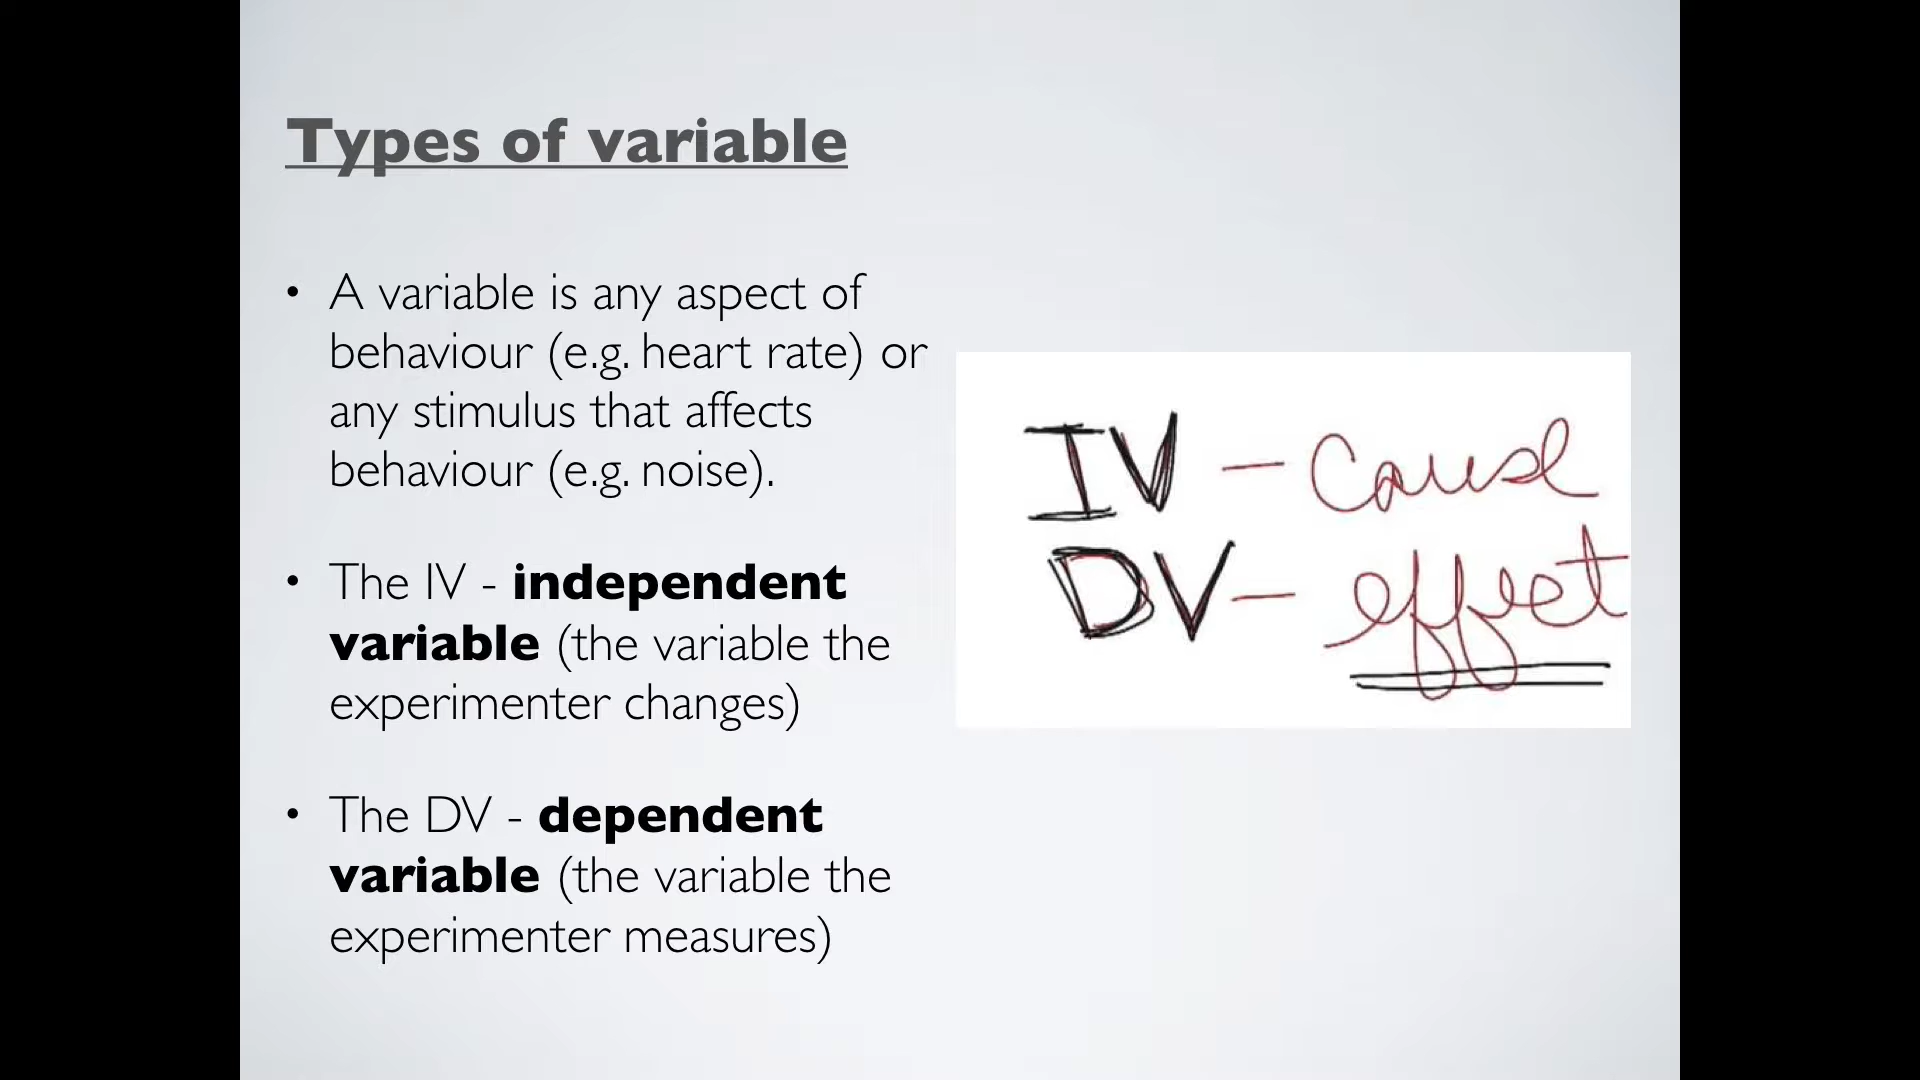 Types of variable
• A variable is any aspect of
behaviour (e.g. heart rate) or
any stimulus that affects
behaviour (e.g. noise).
• The IV - independent
variable (the variable the
experimenter changes)
• The DV - dependent
variable (the variable the
experimenter measures)
IV - cause
DV - effect